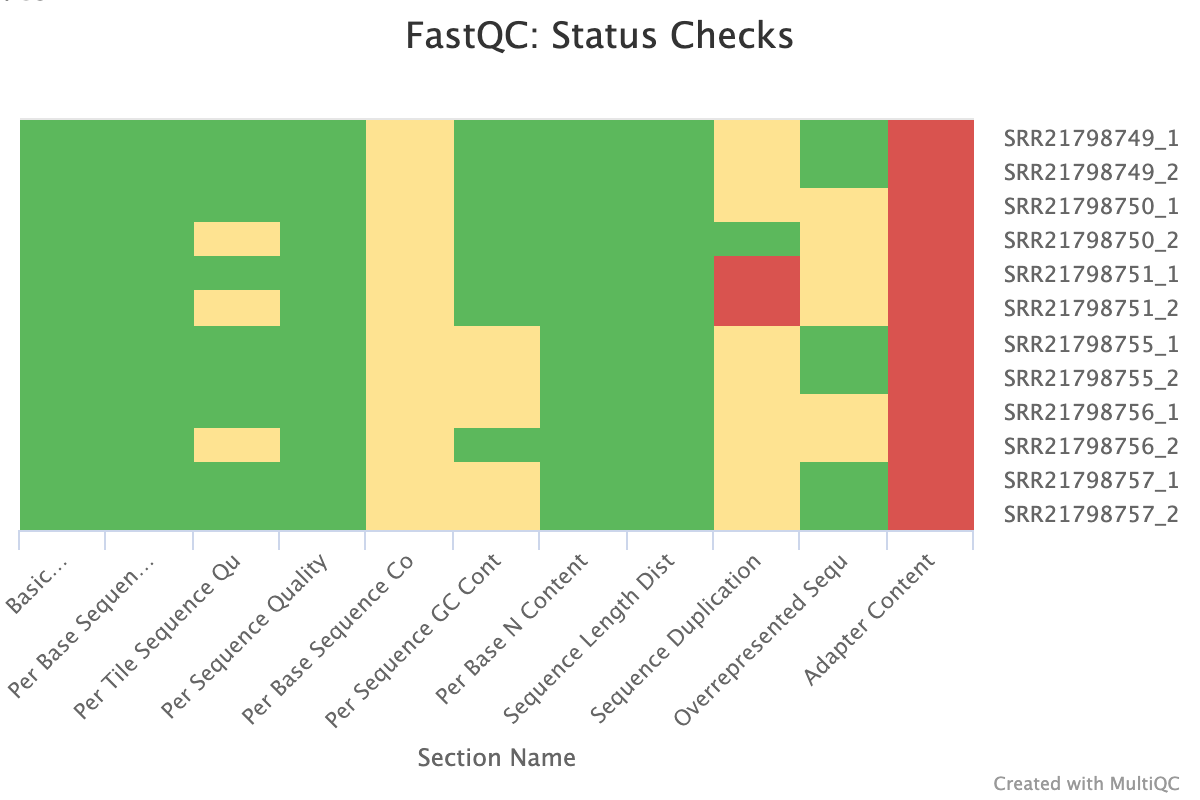 FastQC: Status Checks
SRR21798749_1
SRR21798749_2
SRR21798750_1
SRR21798750_2
SRR21798751_1
SRR21798751_2
SRR21798755_1
SRR21798755_2
SRR21798756_1
SRR21798756_2
SRR21798757_1
SRR21798757_2
Basic...
Per Base Sequen...
Per Tile Sequence Qu
Per Sequence Quality
Per Base Sequence Co
Per Sequence GC Cont
Per Base N Content
Sequence Length Dist
Sequence Duplication
Overrepresented Sequ
Adapter Content
Section Name
Created with MultiQC